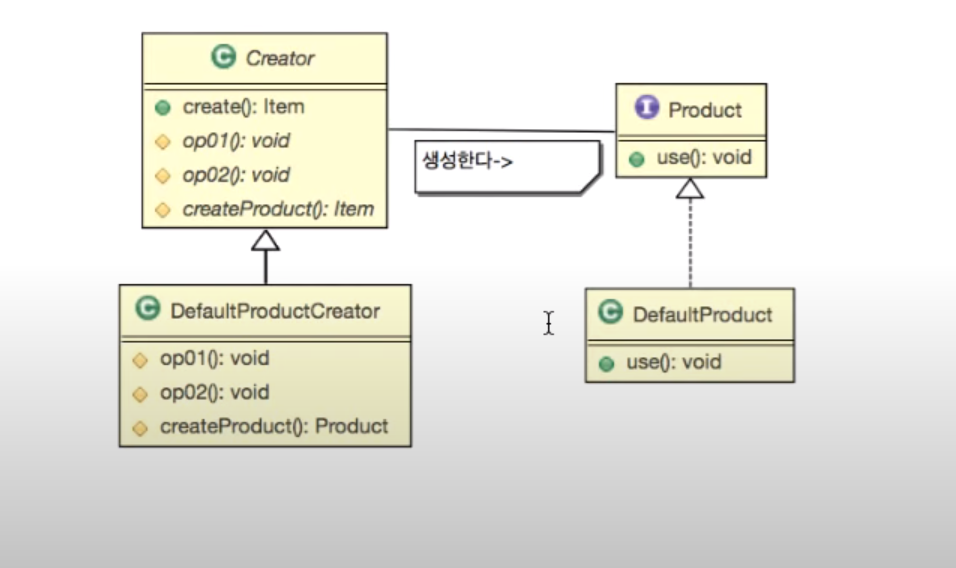 C Creator
create(): Item
op01(): void
op02(): void
createProduct(): Item
생성한다->
I Product
use(): void
C DefaultProductCreator
op01(): void
op02(): void
createProduct(): Product
C DefaultProduct
use(): void